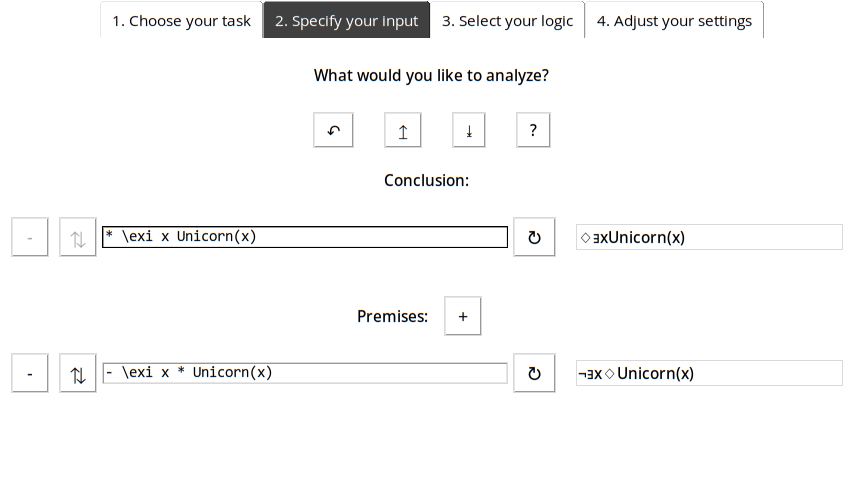 1. Choose your task 2. Specify your input 3. Select your logic 4. Adjust your settings
What would you like to analyze?
↶ ↥ ⤓ ?
Conclusion:
- ⇅ * \exi x Unicorn(x) ↻ ◇∃xUnicorn(x)
Premises: +
- ⇅ - \exi x * Unicorn(x) ↻ ¬∃x◇Unicorn(x)